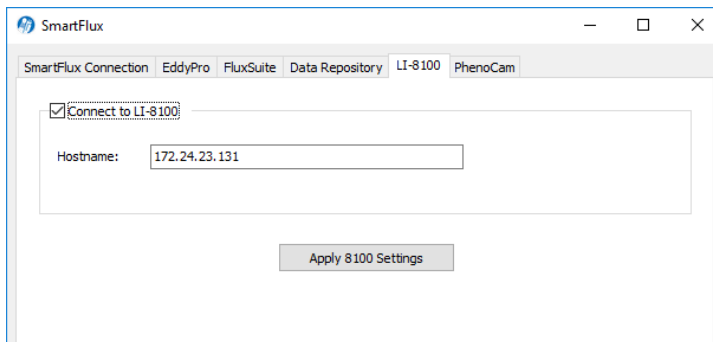 SmartFlux
SmartFlux Connection EddyPro FluxSuite Data Repository LI-8100 PhenoCam
Connect to LI-8100
Hostname: 172.24.23.131
Apply 8100 Settings